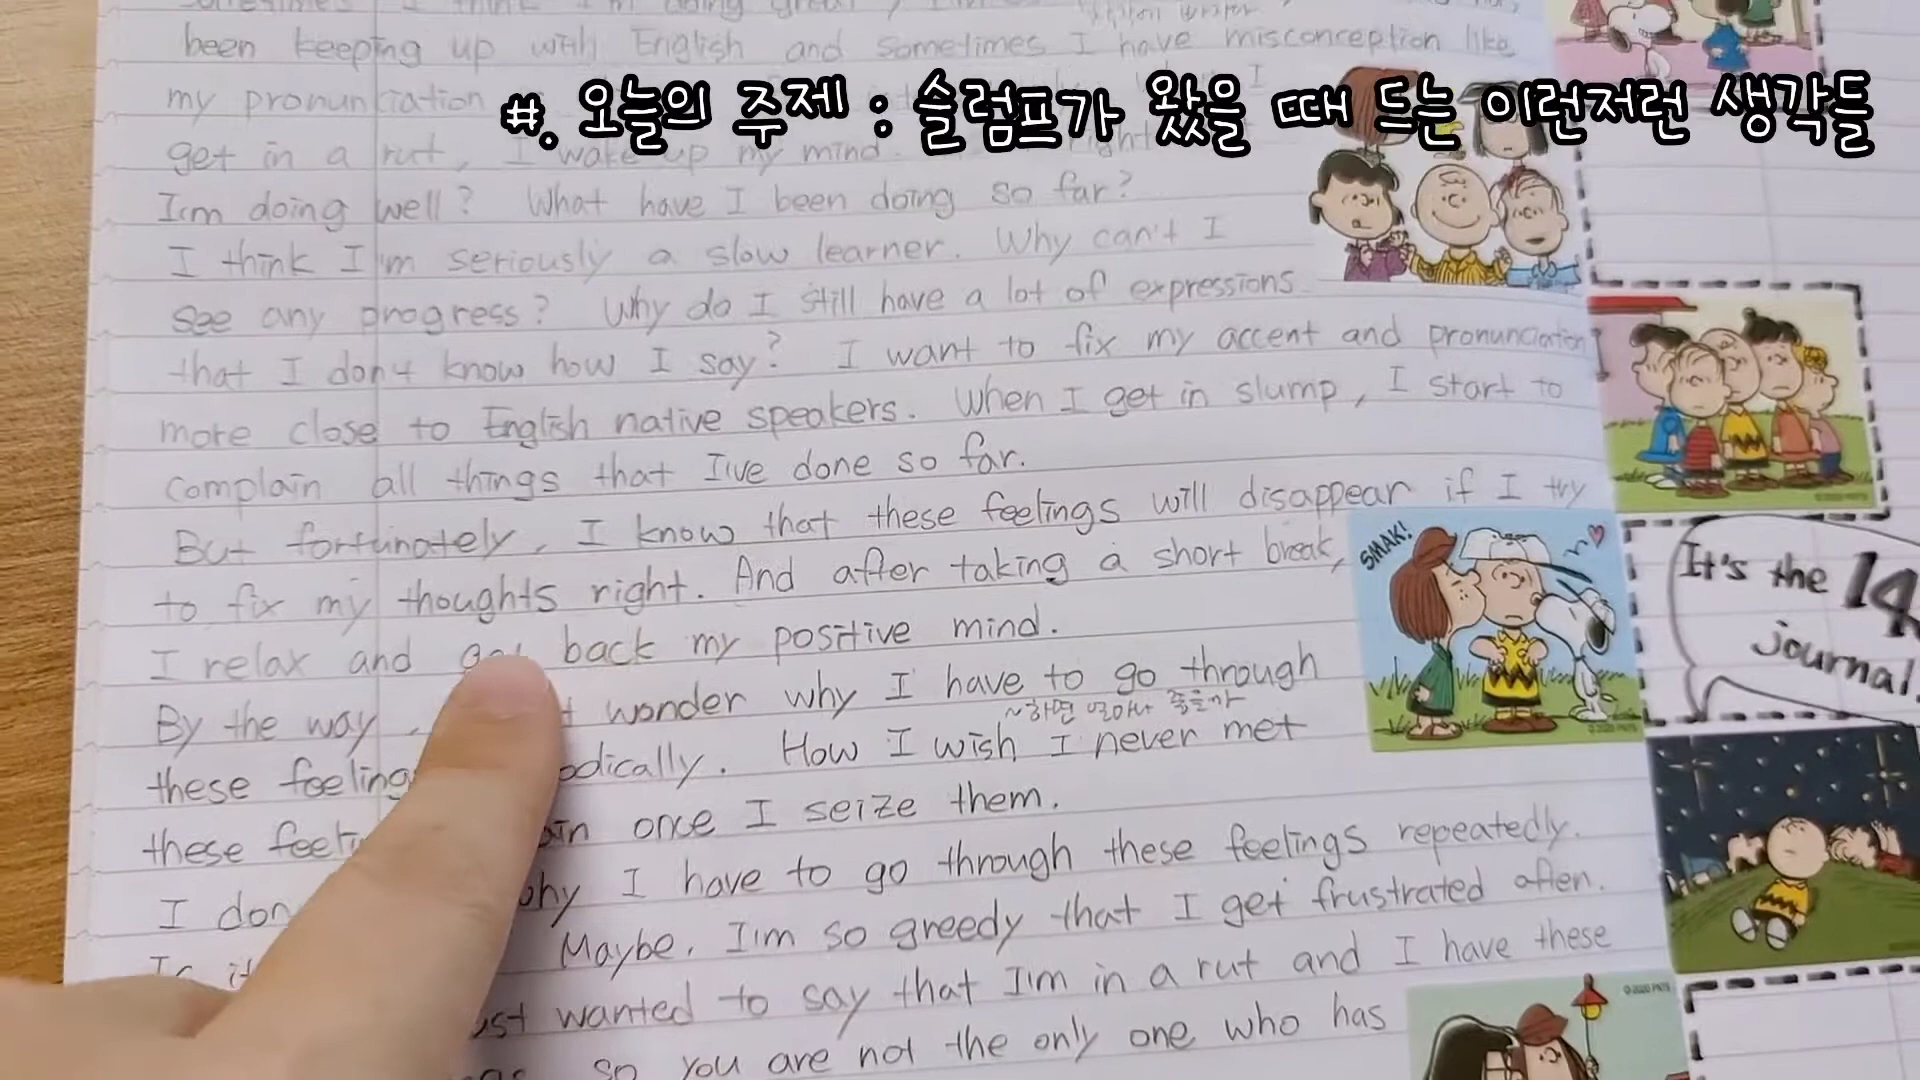 been keeping up with English and sometimes I have misconception like
#. 오늘의 주제 : 슬럼프가 왔을 때 드는 이런저런 생각들
my pronunciation I
get in a rut, I wake up my mind. right
I'm doing well? What have I been doing so far?
I think I'm seriously a slow learner. Why can't I
see any progress? Why do I still have a lot of expressions
that I don't know how I say? I want to fix my accent and pronunciation
more close to English native speakers. When I get in slump, I start to
complain all things that I've done so far.
But fortunately, I know that these feelings will disappear if I try
to fix my thoughts right. And after taking a short break,
I relax and back my positive mind.
By the way, wonder why I have to go through
~하면 얼마나 좋을까
these feelings odically. How I wish I never met
these ain once I seize them.
I why I have to go through these feelings repeatedly.
Maybe, I'm so greedy that I get frustrated often.
wanted to say that I'm in a rut and I have these
so you are not the only one who has
SMAK!
It's the 14
journal!